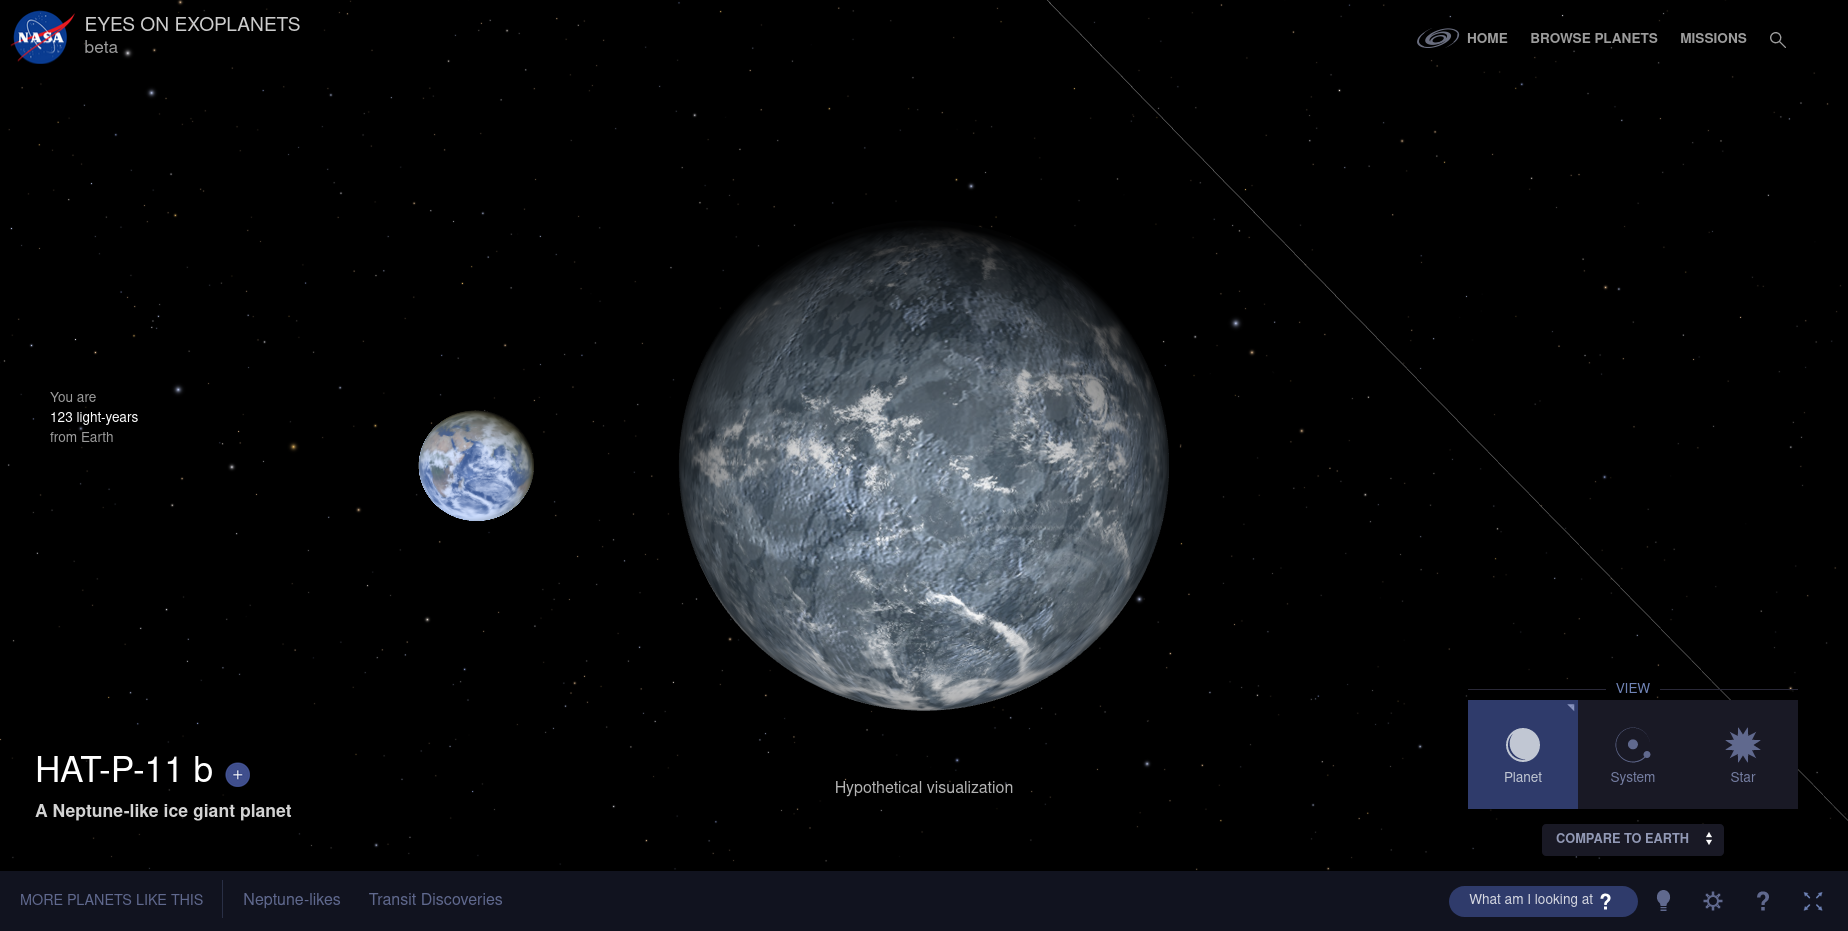 NASA
EYES ON EXOPLANETS
beta
HOME
BROWSE PLANETS
MISSIONS
You are
123 light-years
from Earth
VIEW
HAT-P-11 b +
A Neptune-like ice giant planet
Hypothetical visualization
Planet
System
Star
COMPARE TO EARTH
MORE PLANETS LIKE THIS
Neptune-likes
Transit Discoveries
What am I looking at ?
?